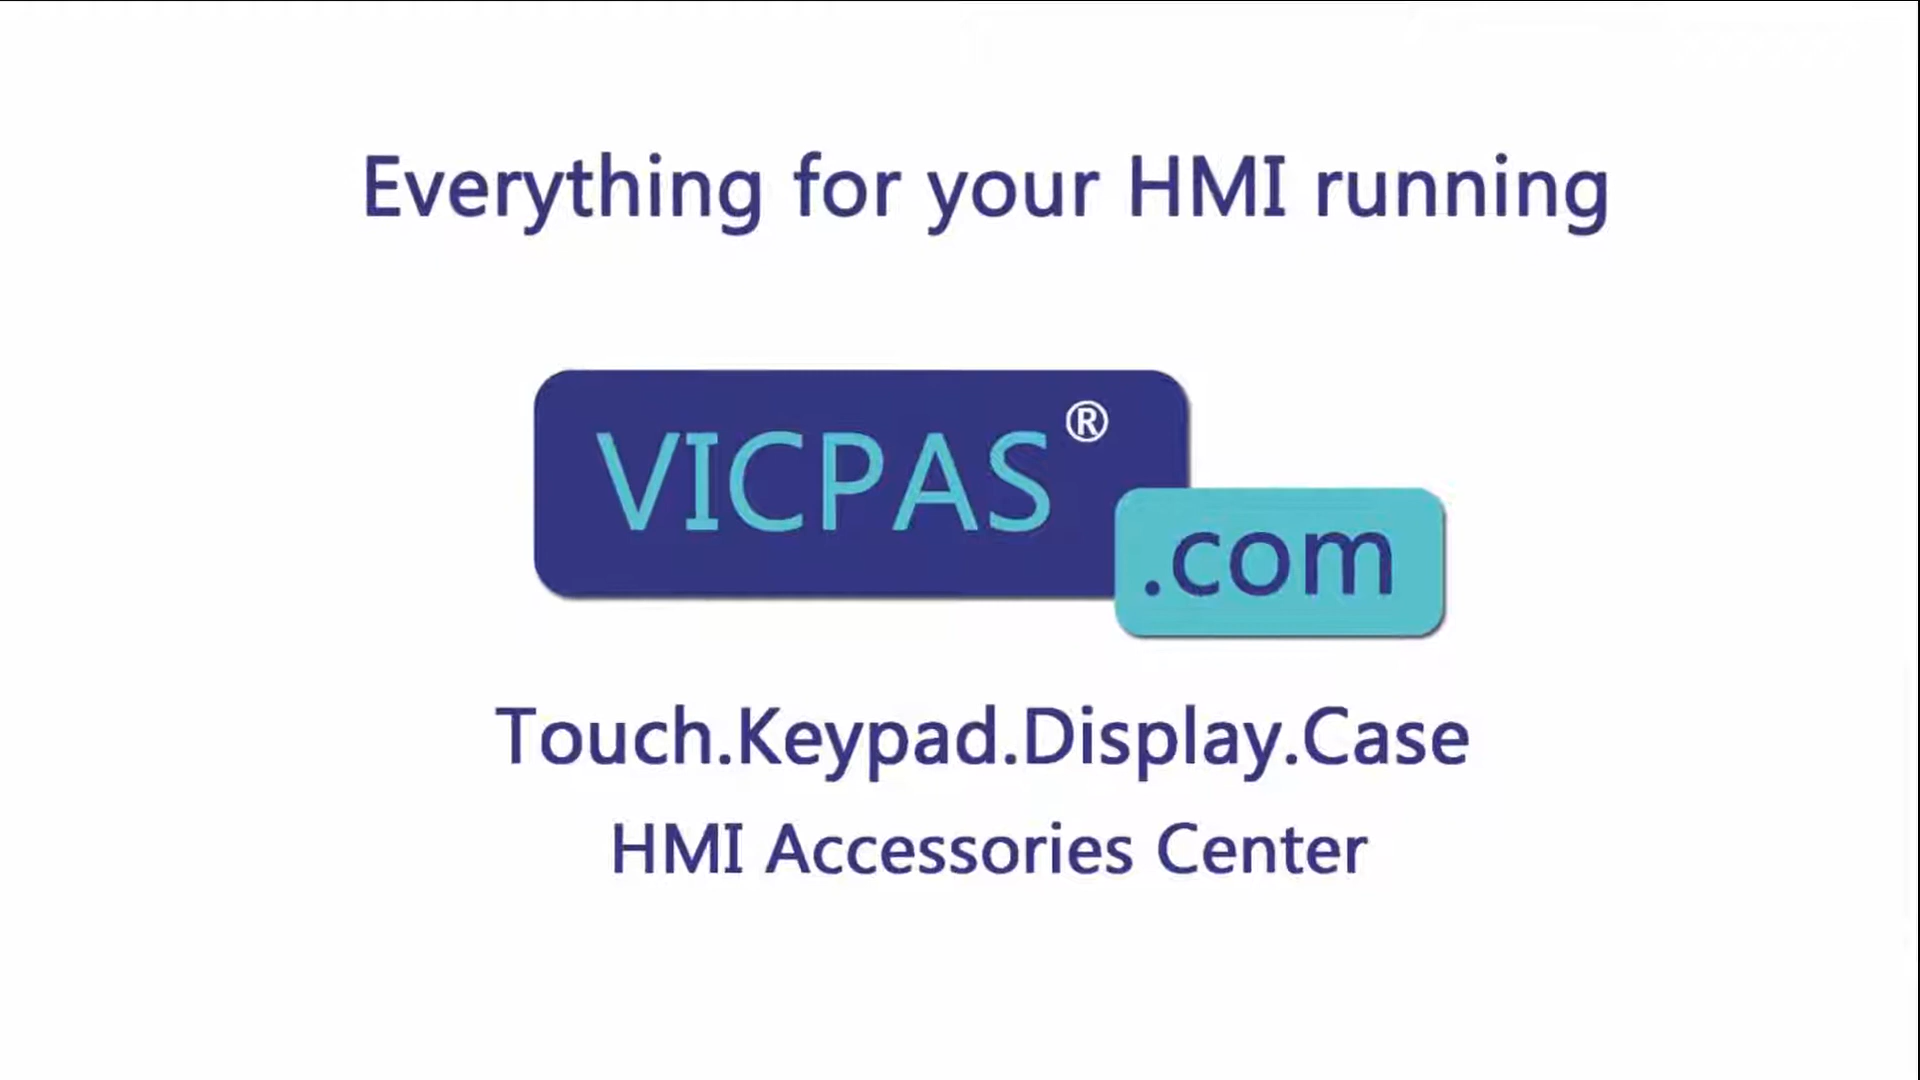 Everything for your HMI running
VICPAS®
.com
Touch.Keypad.Display.Case
HMI Accessories Center